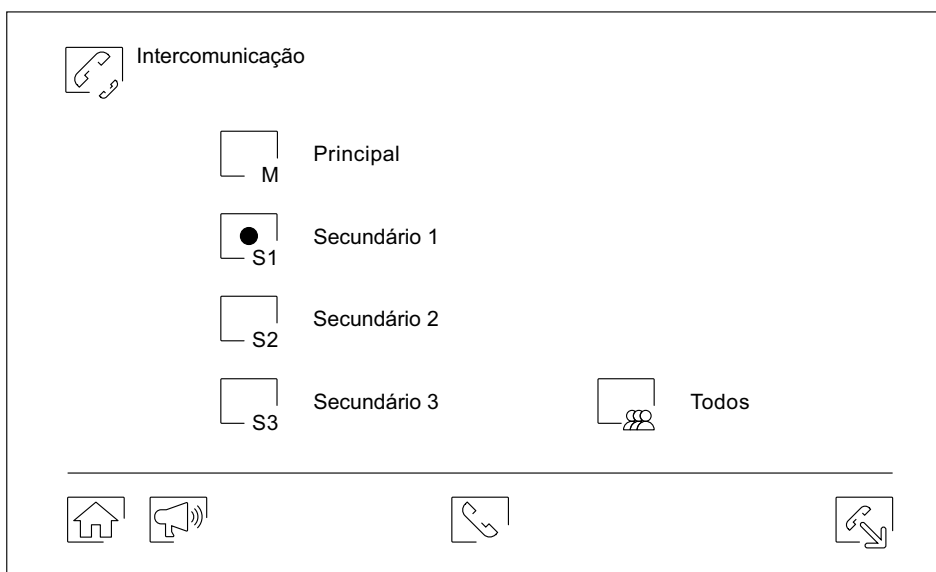 Intercomunicação
M Principal
S1 Secundário 1
S2 Secundário 2
S3 Secundário 3
Todos